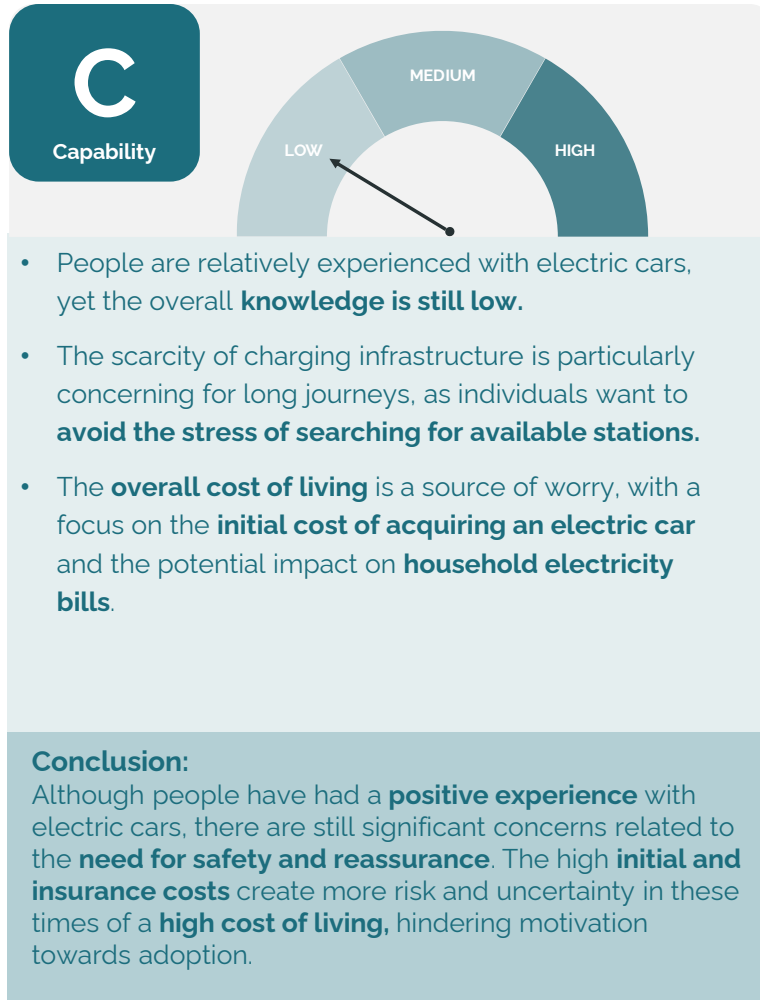 C
Capability
LOW
MEDIUM
HIGH
• People are relatively experienced with electric cars,
yet the overall knowledge is still low.
• The scarcity of charging infrastructure is particularly
concerning for long journeys, as individuals want to
avoid the stress of searching for available stations.
• The overall cost of living is a source of worry, with a
focus on the initial cost of acquiring an electric car
and the potential impact on household electricity
bills.
Conclusion:
Although people have had a positive experience with
electric cars, there are still significant concerns related to
the need for safety and reassurance. The high initial and
insurance costs create more risk and uncertainty in these
times of a high cost of living, hindering motivation
towards adoption.